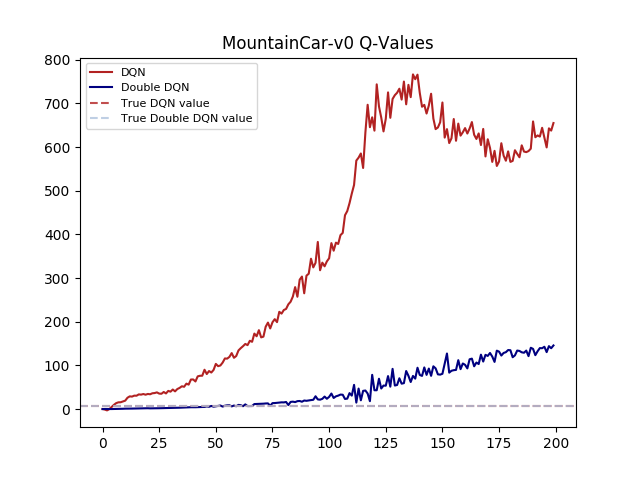 MountainCar-v0 Q-Values
800
700
600
500
400
300
200
100
0
DQN
Double DQN
True DQN value
True Double DQN value
0 25 50 75 100 125 150 175 200